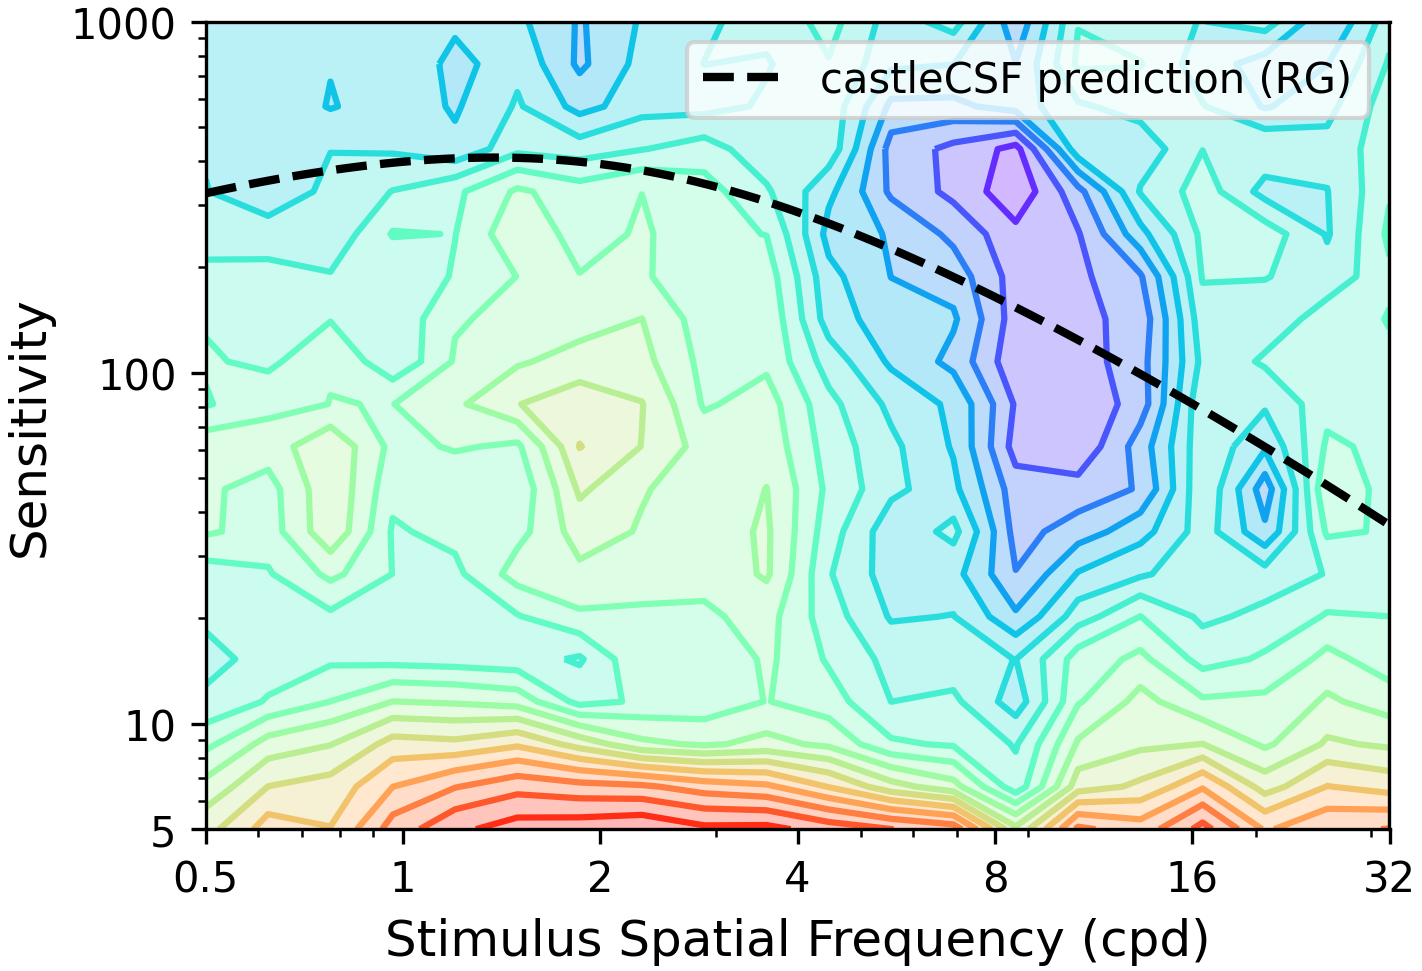 castleCSF prediction (RG)
Sensitivity
1000
100
10
5
0.5 1 2 4 8 16 32
Stimulus Spatial Frequency (cpd)